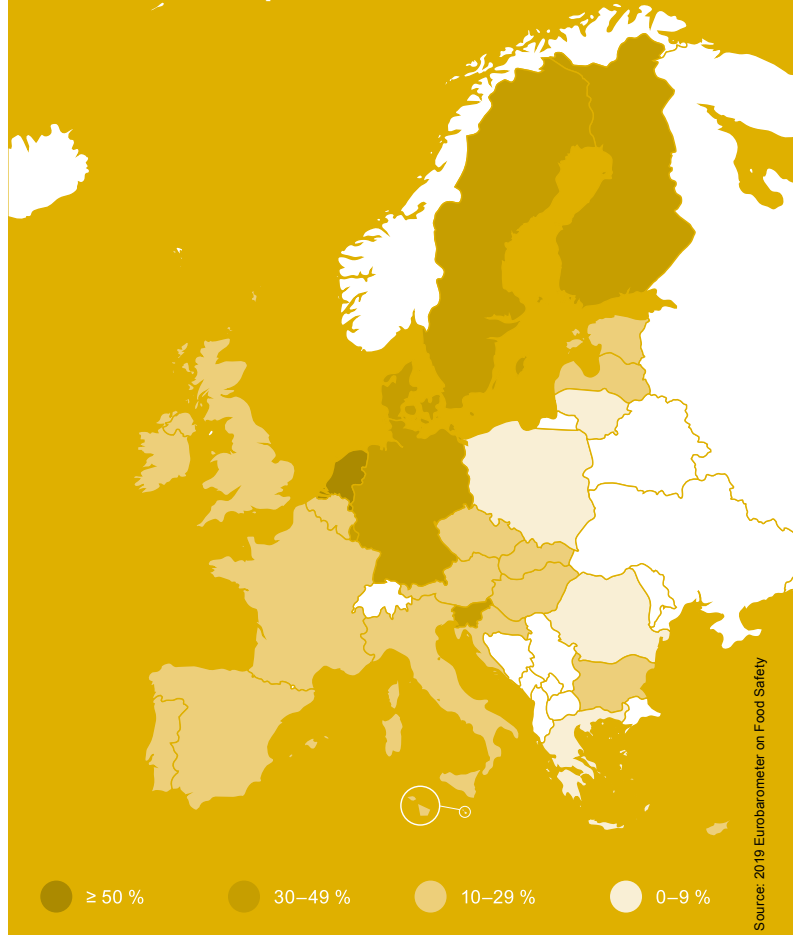 Source: 2019 Eurobarometer on Food Safety
≥ 50 %
30–49 %
10–29 %
0–9 %